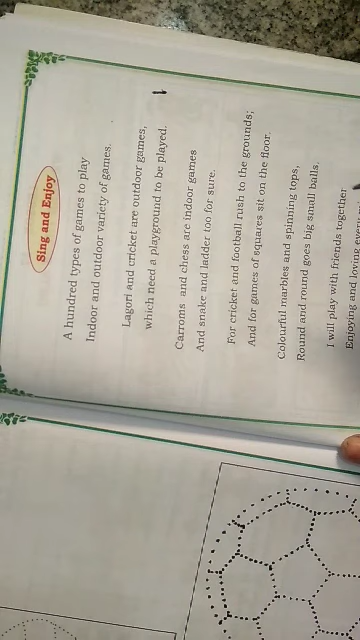 Sing and Enjoy
A hundred types of games to play
Indoor and outdoor variety of games.
Lagori and cricket are outdoor games,
which need a playground to be played.
Carroms and chess are indoor games
And snake and ladder too for sure.
For cricket and football rush to the grounds;
And for games of squares sit on the floor.
Colourful marbles and spinning tops,
Round and round goes big small balls.
I will play with friends together
Enjoying and loving